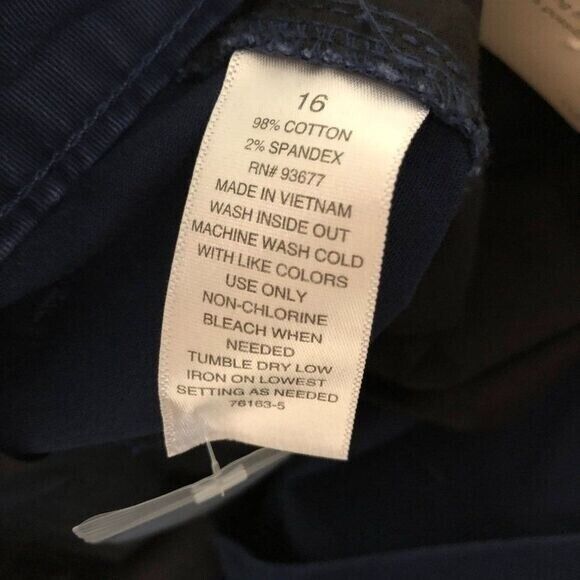 16
98% COTTON
2% SPANDEX
RN# 93677
MADE IN VIETNAM
WASH INSIDE OUT
MACHINE WASH COLD
WITH LIKE COLORS
USE ONLY
NON-CHLORINE
BLEACH WHEN
NEEDED
TUMBLE DRY LOW
IRON ON LOWEST
SETTING AS NEEDED
76163-5